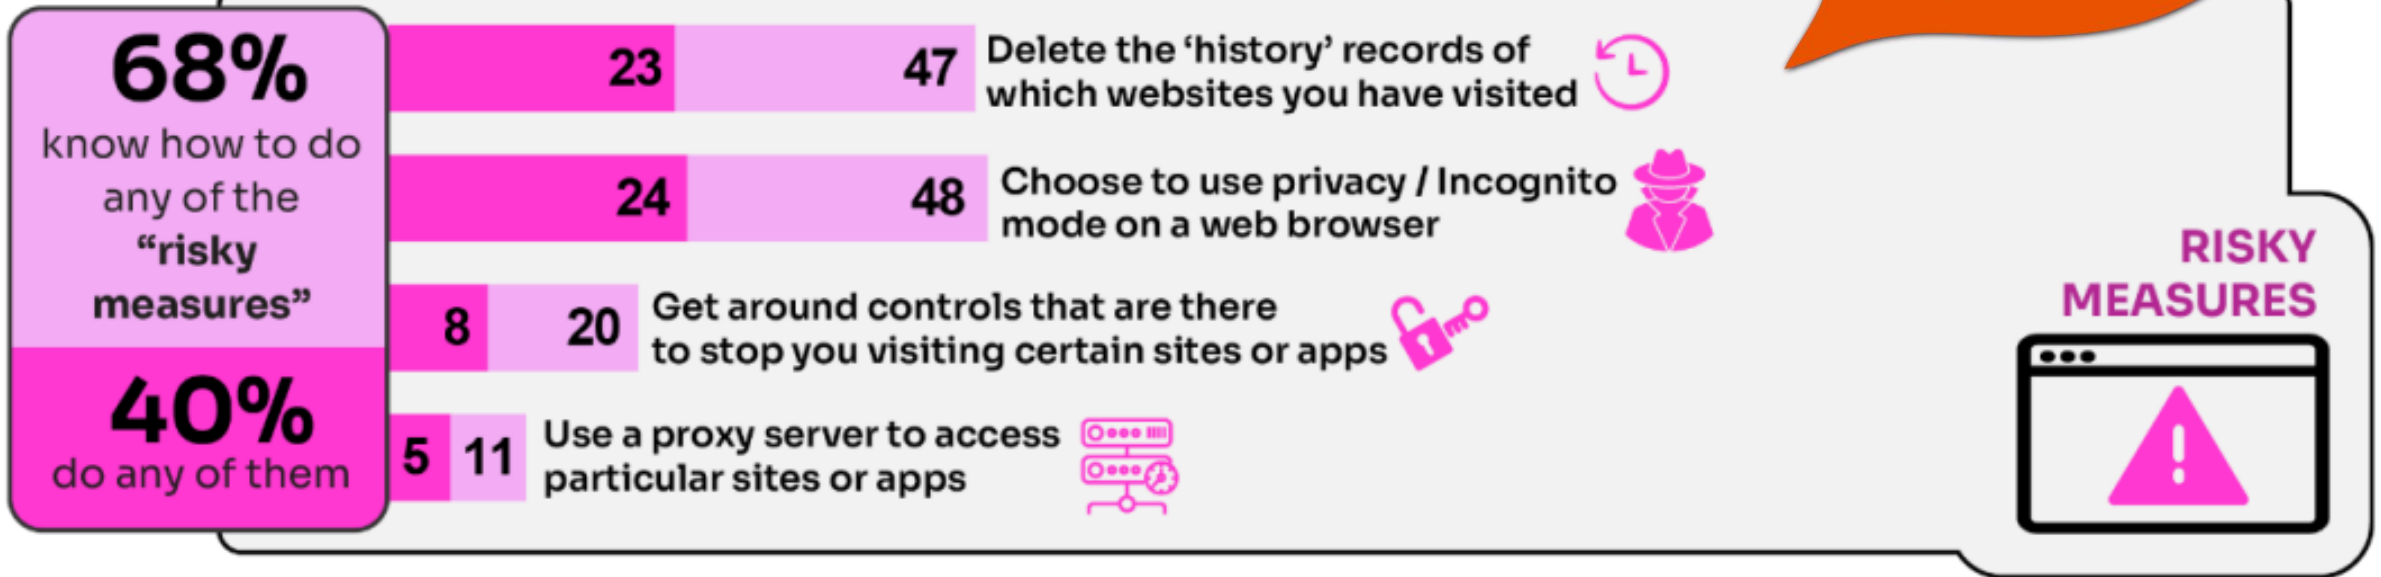 68%
know how to do
any of the
“risky
measures”
40%
do any of them
23 47 Delete the ‘history’ records of
which websites you have visited
24 48 Choose to use privacy / Incognito
mode on a web browser
8 20 Get around controls that are there
to stop you visiting certain sites or apps
5 11 Use a proxy server to access
particular sites or apps
RISKY
MEASURES